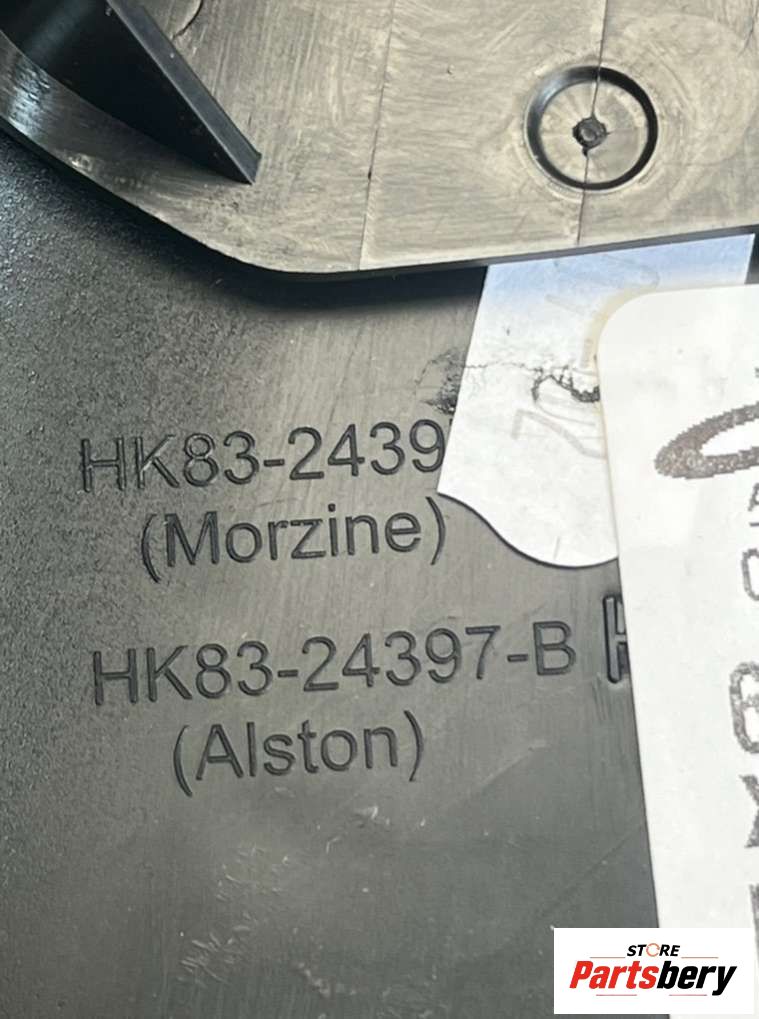 HK83-2439
(Morzine)
HK83-24397-B
(Alston)
STORE
Partsbery